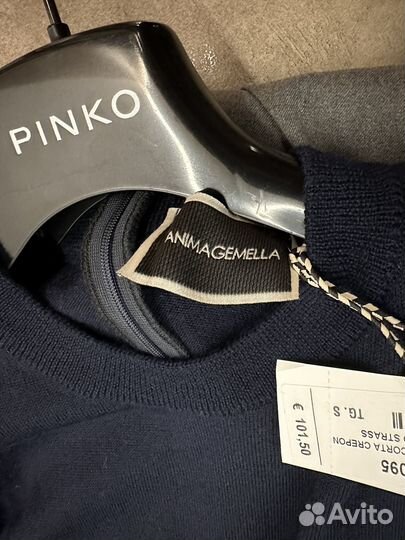 PINKO
ANIMAGEMELLA
095
CORTA CREPON
O STRASS
TG. S
€ 101,50
Avito